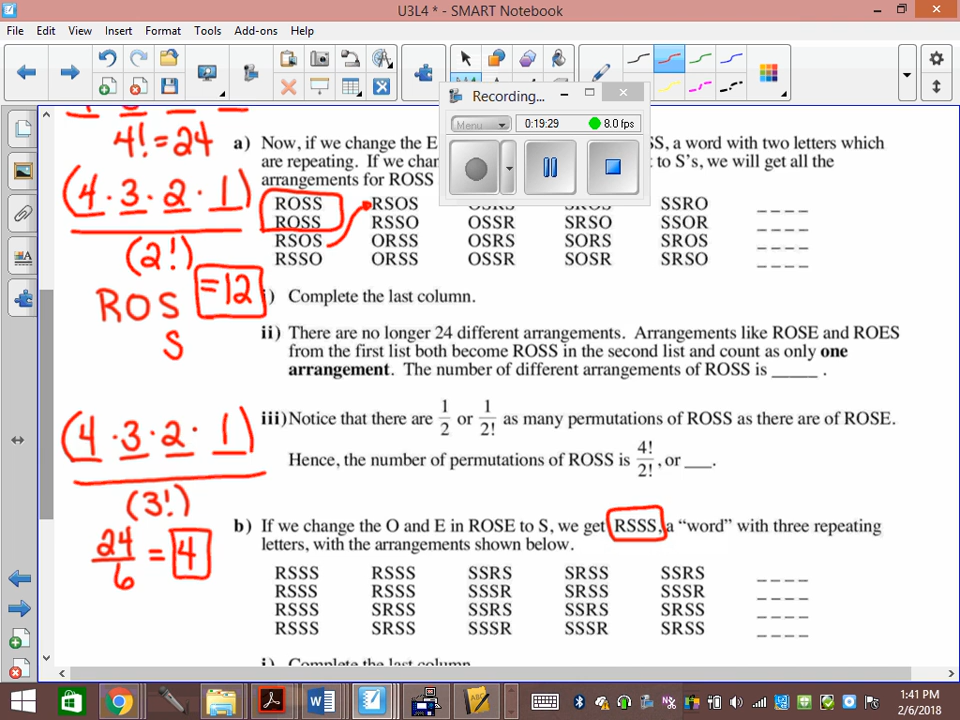 U3L4 * - SMART Notebook
File Edit View Insert Format Tools Add-ons Help
Recording...
Menu 0:19:29 8.0 fps
4! = 24
(4 · 3 · 2 · 1)
(2!)
= 12
ROS
S
(4 · 3 · 2 · 1)
(3!)
24
6
= 4
a) Now, if we change the E SS, a word with two letters which
are repeating. If we to S's, we will get all the
arrangements for ROSS
ROSS RSOS SSRO _ _ _ _
ROSS RSSO OSSR SRSO SSOR _ _ _ _
RSOS ORSS OSRS SORS SROS _ _ _ _
RSSO ORSS OSSR SOSR SRSO _ _ _ _
i) Complete the last column.
ii) There are no longer 24 different arrangements. Arrangements like ROSE and ROES
from the first list both become ROSS in the second list and count as only one
arrangement. The number of different arrangements of ROSS is _____ .
iii) Notice that there are 1/2 or 1/2! as many permutations of ROSS as there are of ROSE.
Hence, the number of permutations of ROSS is 4!/2!, or ___.
b) If we change the O and E in ROSE to S, we get RSSS, a “word” with three repeating
letters, with the arrangements shown below.
RSSS RSSS SSRS SRSS SSRS _ _ _ _
RSSS RSSS SSSR SRSS SSSR _ _ _ _
RSSS SRSS SSSR SSRS SRSS _ _ _ _
RSSS SRSS SSSR SSSR SRSS _ _ _ _
i) Complete the last column
1:41 PM
2/6/2018